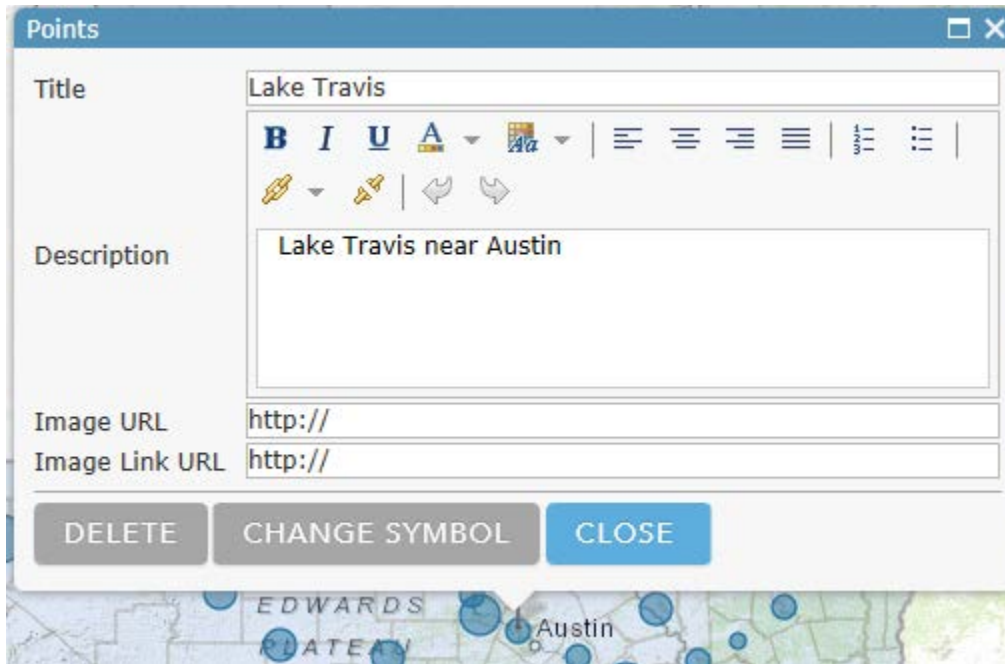 Points
Title
Lake Travis
B I U A Aa
Description
Lake Travis near Austin
Image URL
http://
Image Link URL
http://
DELETE CHANGE SYMBOL CLOSE
EDWARDS
PLATEAU
Austin